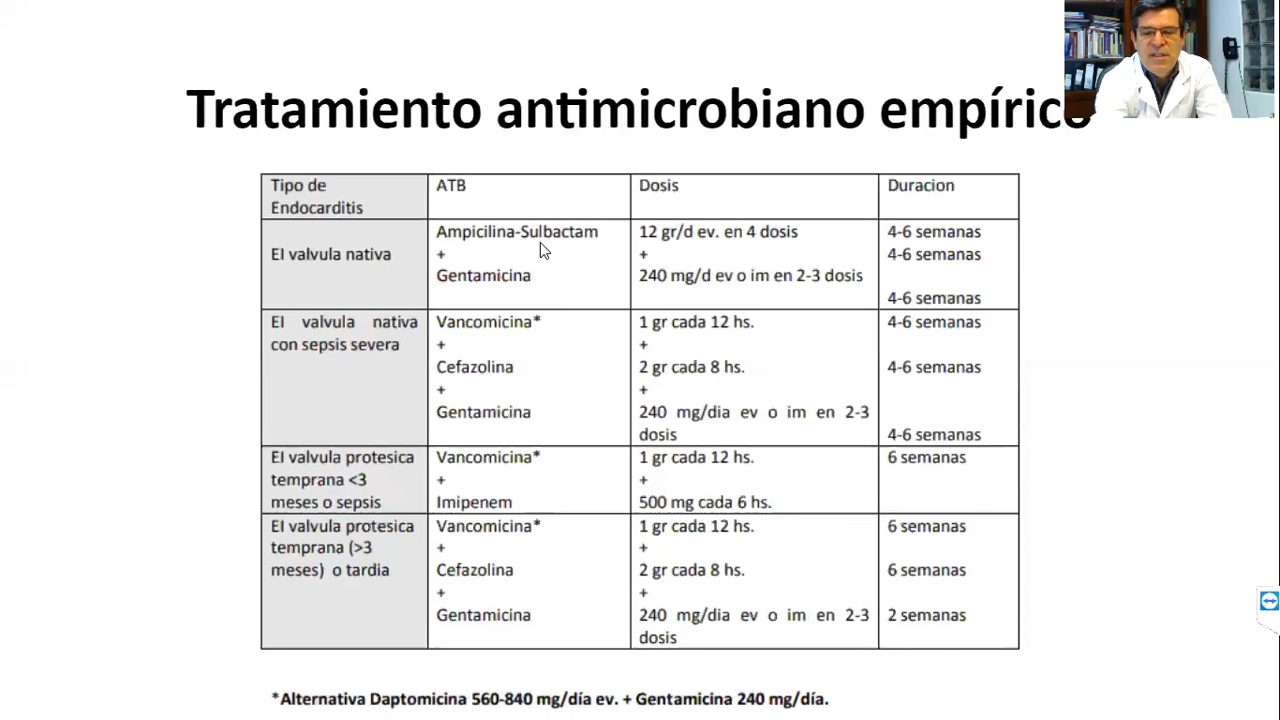 Tratamiento antimicrobiano empírico
Tipo de Endocarditis
ATB
Dosis
Duracion
EI valvula nativa
Ampicilina-Sulbactam
+
Gentamicina
12 gr/d ev. en 4 dosis
+
240 mg/d ev o im en 2-3 dosis
4-6 semanas
4-6 semanas
4-6 semanas
EI valvula nativa
con sepsis severa
Vancomicina*
+
Cefazolina
+
Gentamicina
1 gr cada 12 hs.
+
2 gr cada 8 hs.
+
240 mg/dia ev o im en 2-3
dosis
4-6 semanas
4-6 semanas
4-6 semanas
EI valvula protesica
temprana <3
meses o sepsis
Vancomicina*
+
Imipenem
1 gr cada 12 hs.
+
500 mg cada 6 hs.
6 semanas
EI valvula protesica
temprana (>3
meses) o tardia
Vancomicina*
+
Cefazolina
+
Gentamicina
1 gr cada 12 hs.
+
2 gr cada 8 hs.
+
240 mg/dia ev o im en 2-3
dosis
6 semanas
6 semanas
2 semanas
*Alternativa Daptomicina 560-840 mg/día ev. + Gentamicina 240 mg/día.